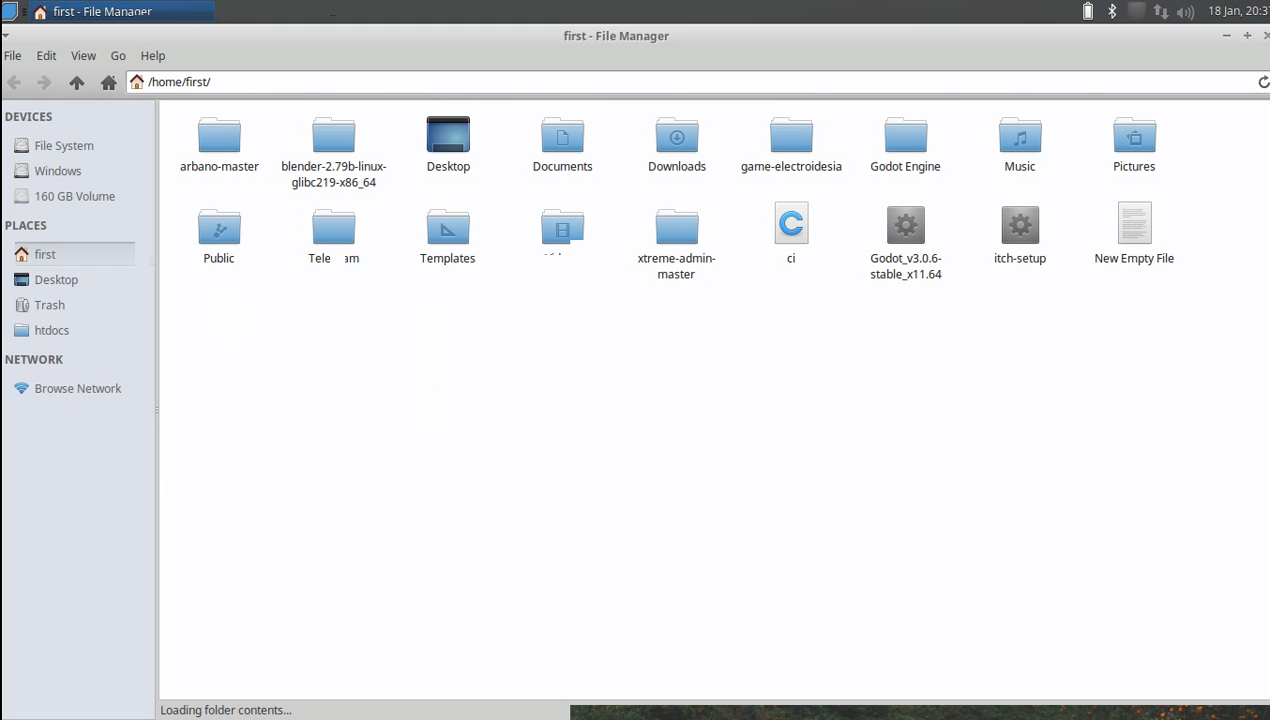 first - File Manager
18 Jan, 20:3
first - File Manager
File Edit View Go Help
/home/first/
DEVICES
File System
Windows
160 GB Volume
PLACES
first
Desktop
Trash
htdocs
NETWORK
Browse Network
arbano-master
blender-2.79b-linux-
glibc219-x86_64
Desktop
Documents
Downloads
game-electroidesia
Godot Engine
Music
Pictures
Public
Tele am
Templates
xtreme-admin-
master
ci
Godot_v3.0.6-
stable_x11.64
itch-setup
New Empty File
Loading folder contents...